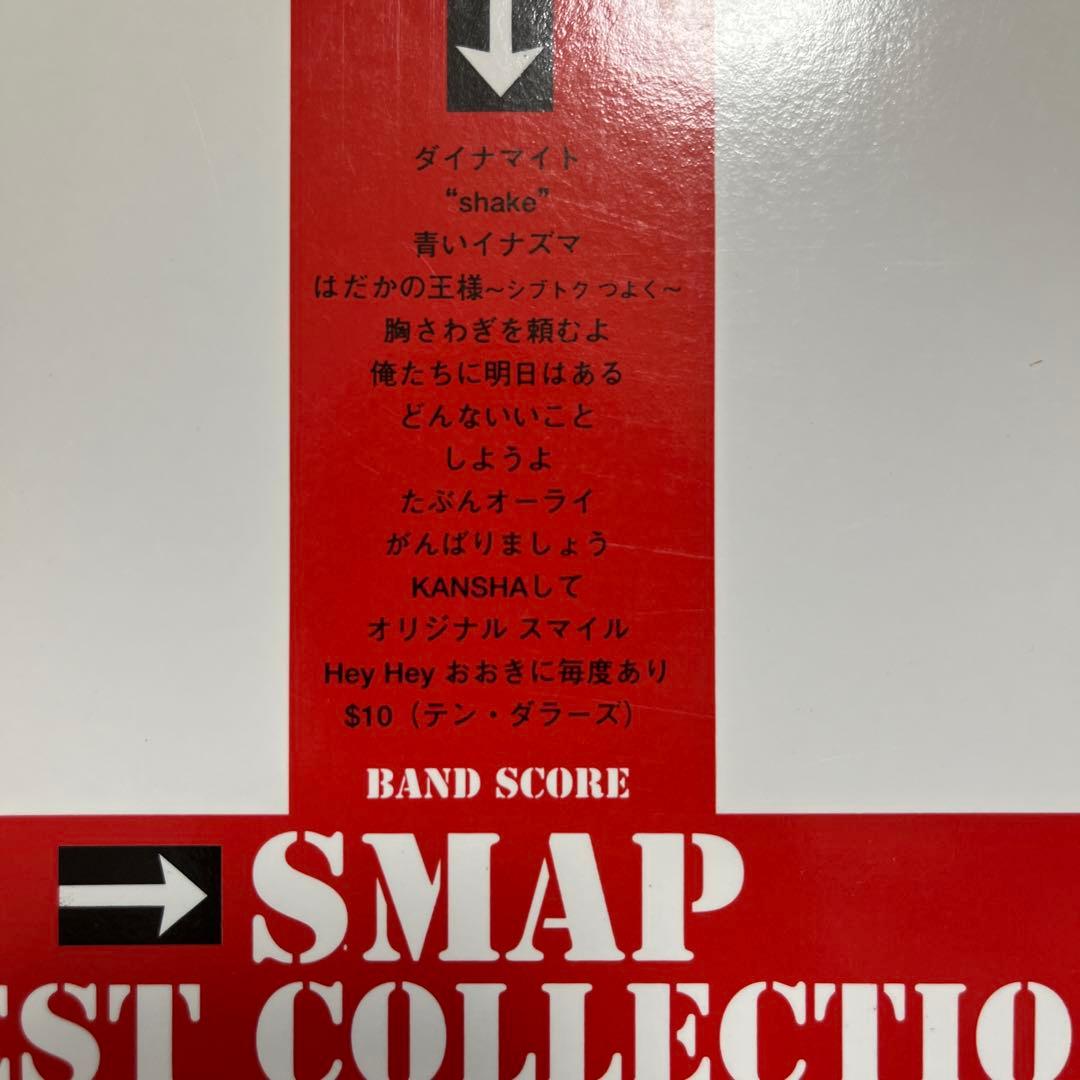 ダイナマイト
“shake”
青いイナズマ
はだかの王様～シブトク つよく～
胸さわぎを頼むよ
俺たちに明日はある
どんないいこと
しようよ
たぶんオーライ
がんばりましょう
KANSHAして
オリジナル スマイル
Hey Hey おおきに毎度あり
$10（テン・ダラーズ）
BAND SCORE
SMAP
EST COLLECTIO